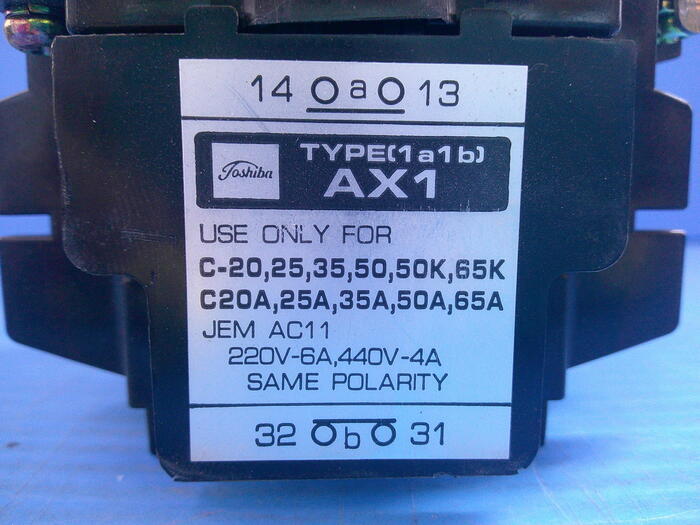 14 a 13
Toshiba
TYPE(1a1b)
AX1
USE ONLY FOR
C-20,25,35,50,50K,65K
C20A,25A,35A,50A,65A
JEM AC11
220V-6A,440V-4A
SAME POLARITY
32 b 31